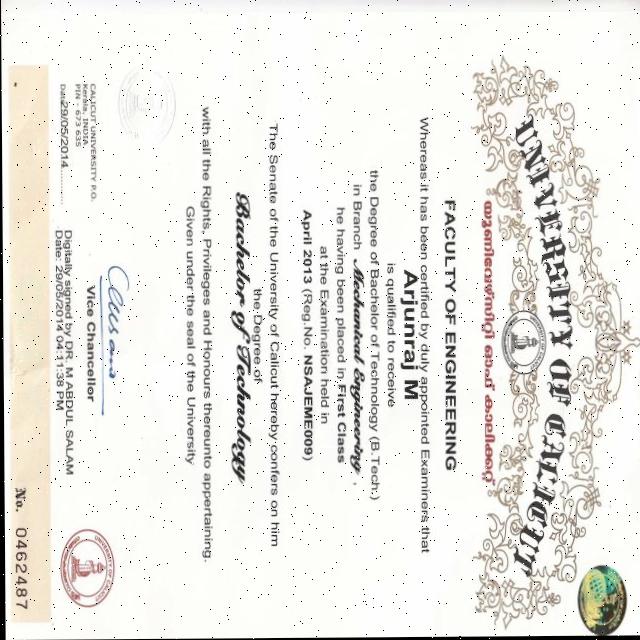 UNIVERSITY OF CALICUT
യൂണിവേഴ്സിറ്റി ഓഫ് കാലിക്കറ്റ്
FACULTY OF ENGINEERING
Whereas it has been certified by duly appointed Examiners that
Arjunraj M
is qualified to receive
the Degree of Bachelor of Technology (B.Tech.)
in Branch Mechanical Engineering,
he having been placed in First Class
at the Examination held in
April 2013 (Reg.No. NSAJEME009)
The Senate of the University of Calicut hereby confers on him
the Degree of
Bachelor of Technology
with all the Rights, Privileges and Honours thereunto appertaining.
Given under the seal of the University
Vice Chancellor
CALICUT UNIVERSITY P.O.
Kerala, INDIA.
PIN - 673 635
Date 29/05/2014
Digitally signed by DR. M ABDUL SALAM
Date: 29/05/2014 04:11:38 PM
No. 0462487